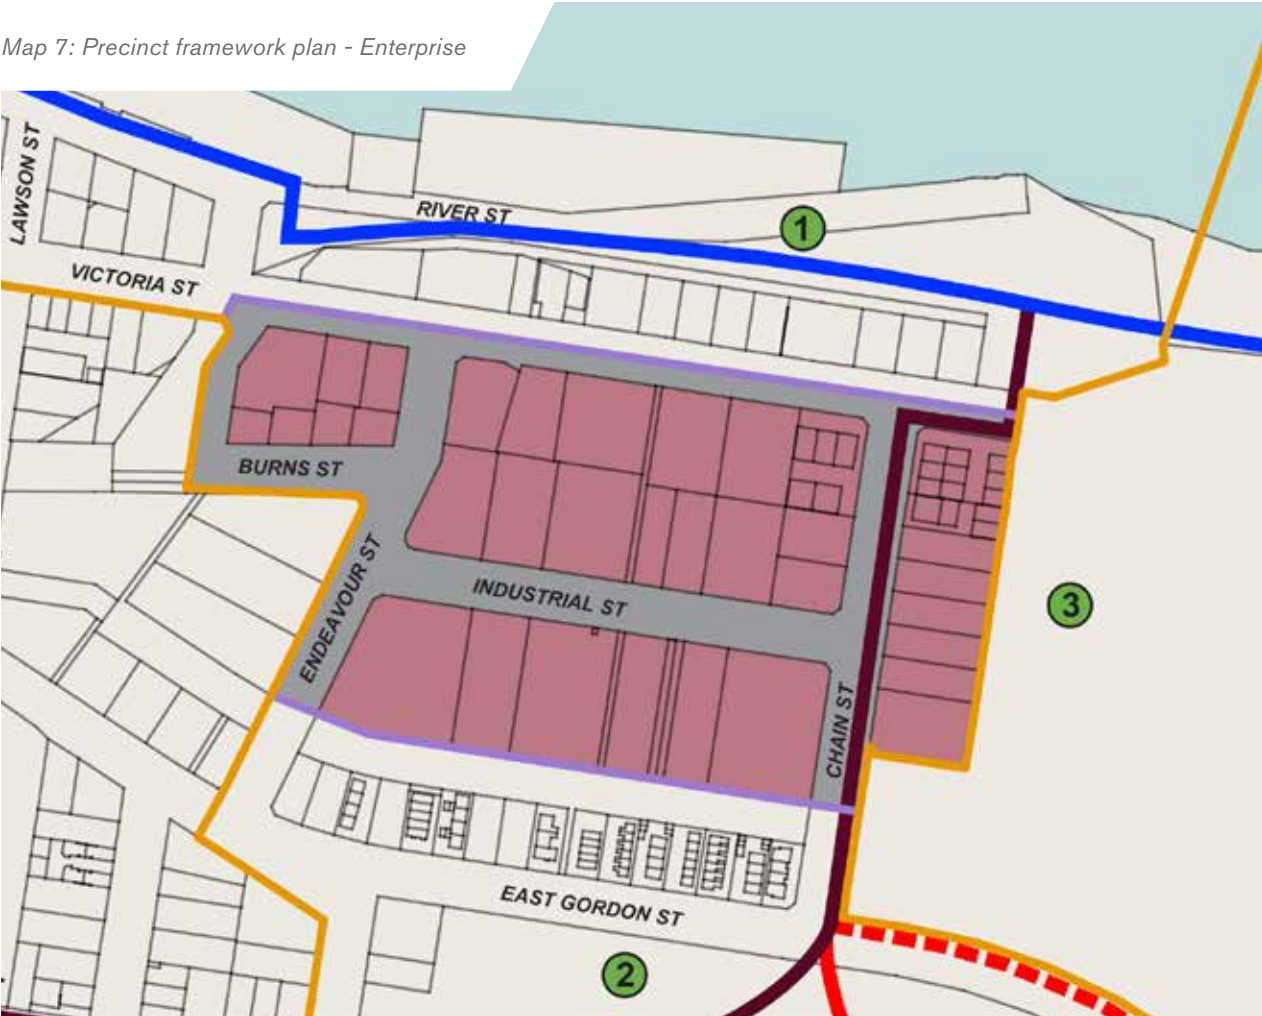 Map 7: Precinct framework plan - Enterprise
LAWSON ST
RIVER ST
1
VICTORIA ST
BURNS ST
ENDEAVOUR ST
INDUSTRIAL ST
3
CHAIN ST
EAST GORDON ST
2